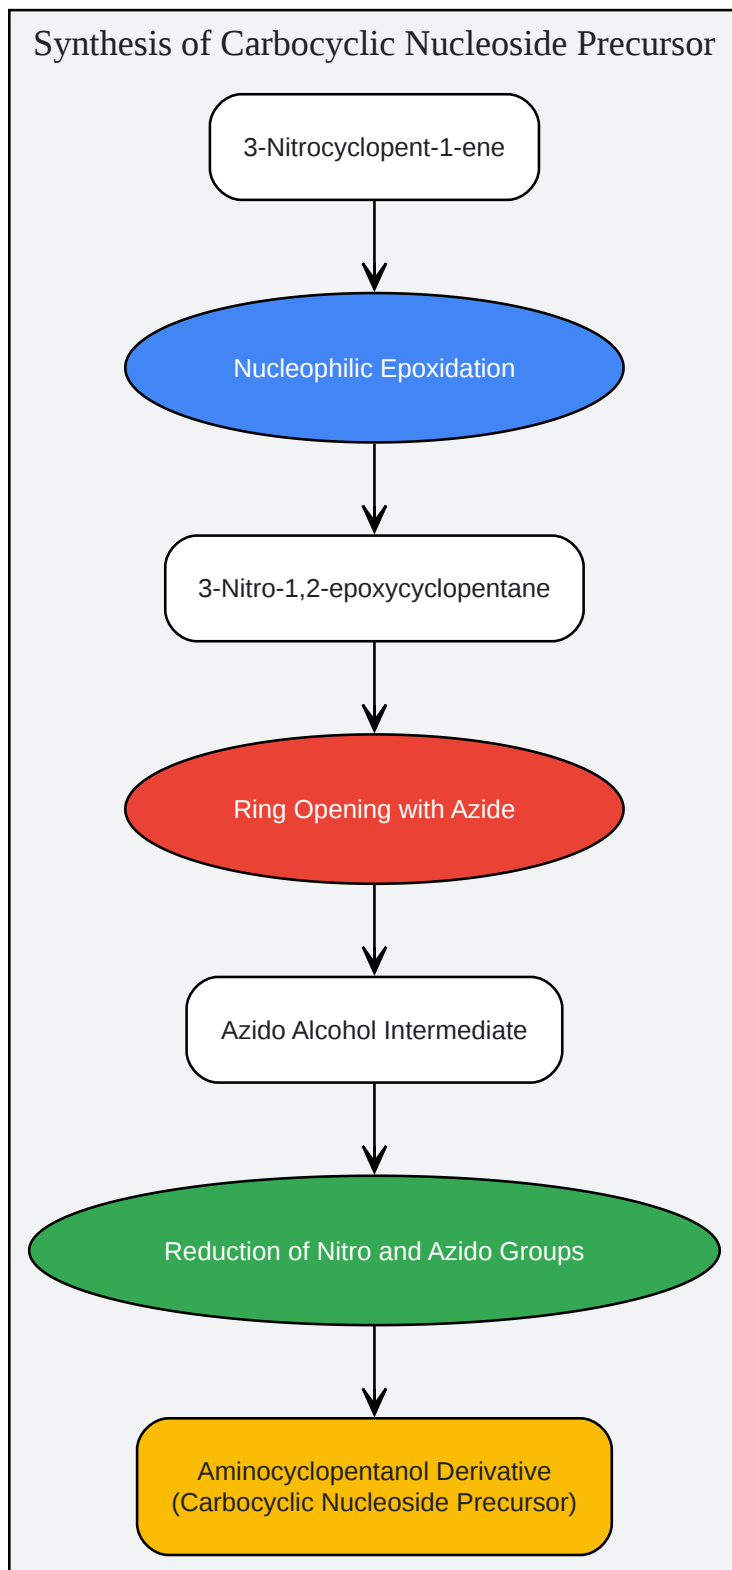 Synthesis of Carbocyclic Nucleoside Precursor
3-Nitrocyclopent-1-ene
Nucleophilic Epoxidation
3-Nitro-1,2-epoxycyclopentane
Ring Opening with Azide
Azido Alcohol Intermediate
Reduction of Nitro and Azido Groups
Aminocyclopentanol Derivative
(Carbocyclic Nucleoside Precursor)